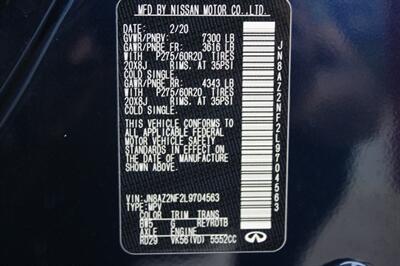 MFD BY NISSAN MOTOR CO.,LTD.
DATE: 2/20
GVWR/PNBV: 7300 LB
GAWR/PNBE FR: 3616 LB
WITH P275/60R20 TIRES
20X8J RIMS. AT 35PSI
COLD SINGLE.
GAWR/PNBE RR: 4343 LB
WITH P275/60R20 TIRES
20X8J RIMS. AT 35PSI
COLD SINGLE.
THIS VEHICLE CONFORMS TO
ALL APPLICABLE FEDERAL
MOTOR VEHICLE SAFETY
STANDARDS IN EFFECT ON
THE DATE OF MANUFACTURE
SHOWN ABOVE.
VIN: JN8AZ2NF2L9704563
TYPE: MPV
COLOR TRIM TRANS
BW5 G RE7R01B
AXLE ENGINE
RD29 VK56(VD) 5552CC
JN8AZ2NF2L9704563